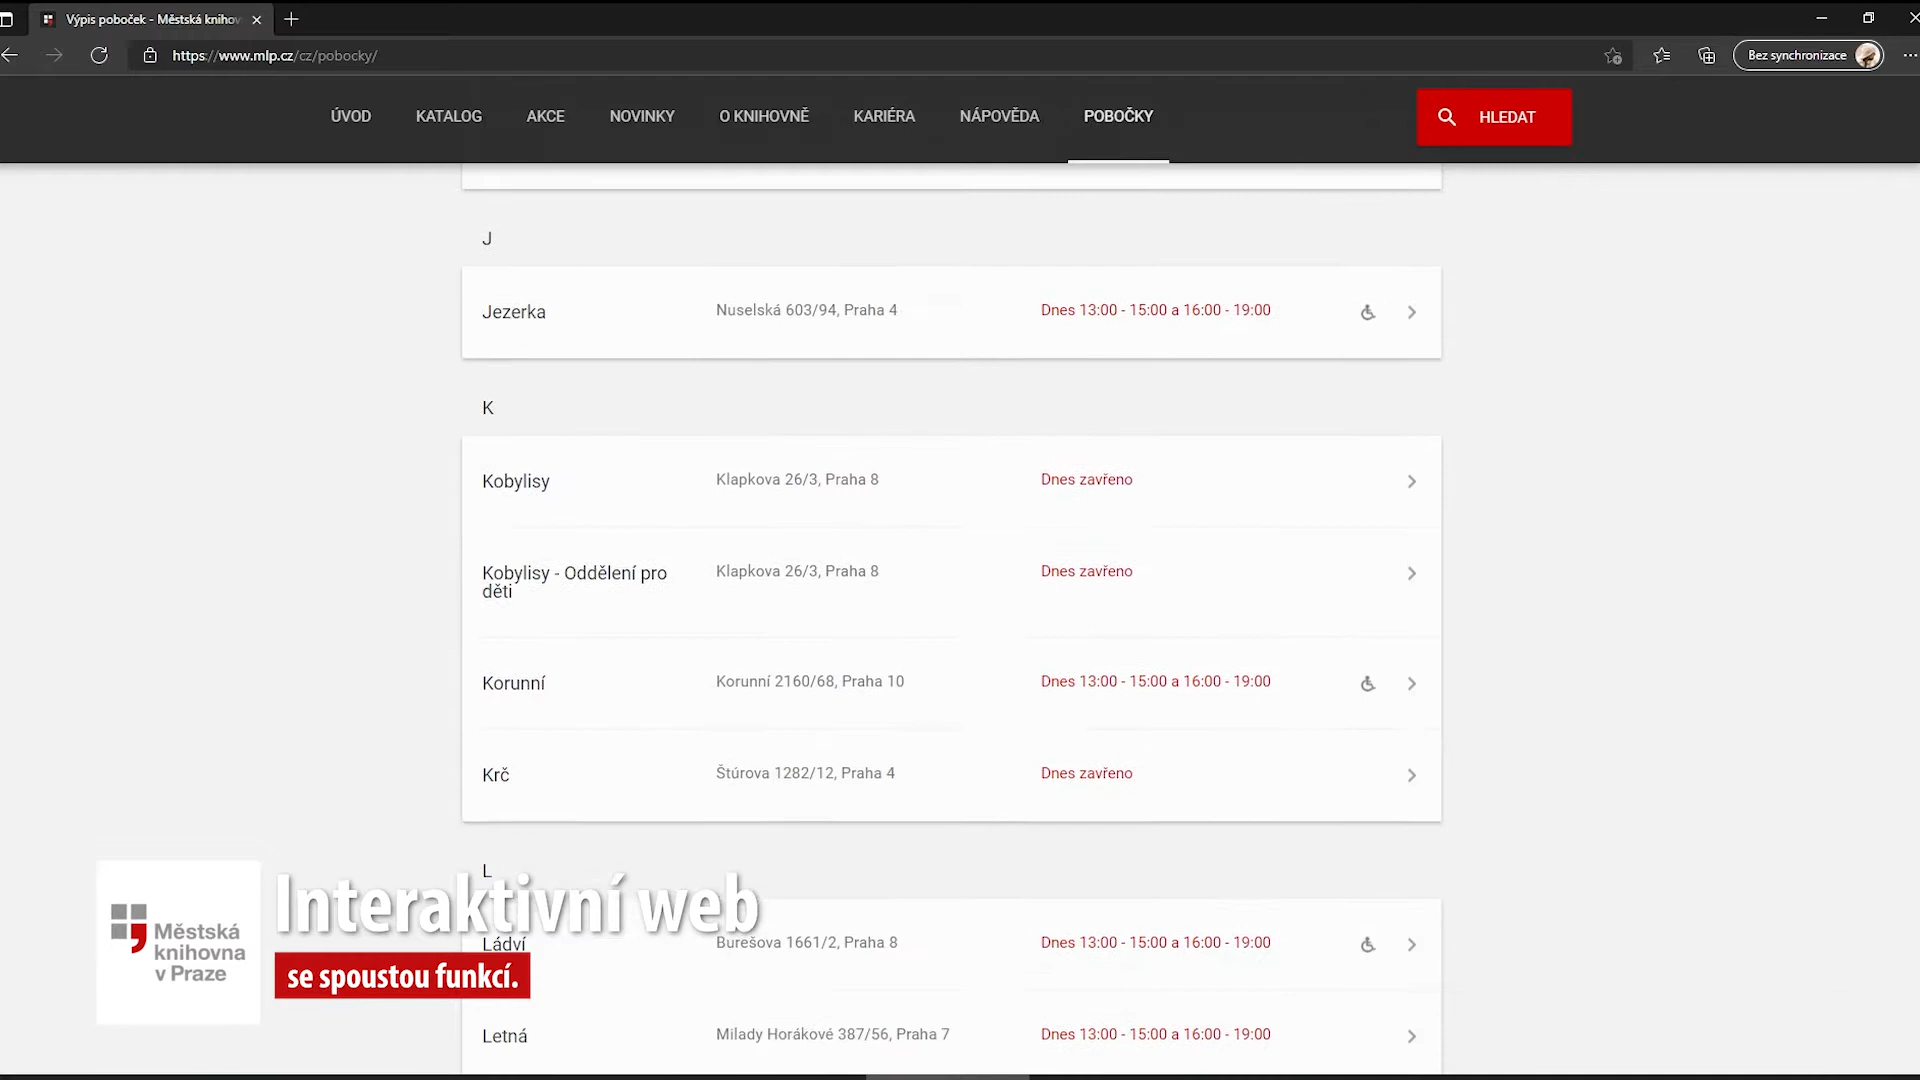 Výpis poboček - Městská knihov
https://www.mlp.cz/cz/pobocky/
Bez synchronizace
ÚVOD KATALOG AKCE NOVINKY O KNIHOVNĚ KARIÉRA NÁPOVĚDA POBOČKY HLEDAT
J
Jezerka Nuselská 603/94, Praha 4 Dnes 13:00 - 15:00 a 16:00 - 19:00
K
Kobylisy Klapkova 26/3, Praha 8 Dnes zavřeno
Kobylisy - Oddělení pro Klapkova 26/3, Praha 8 Dnes zavřeno
děti
Korunní Korunní 2160/68, Praha 10 Dnes 13:00 - 15:00 a 16:00 - 19:00
Krč Štúrova 1282/12, Praha 4 Dnes zavřeno
L
Ládví Burešova 1661/2, Praha 8 Dnes 13:00 - 15:00 a 16:00 - 19:00
Letná Milady Horákové 387/56, Praha 7 Dnes 13:00 - 15:00 a 16:00 - 19:00
Městská
knihovna
v Praze
Interaktivní web
se spoustou funkcí.